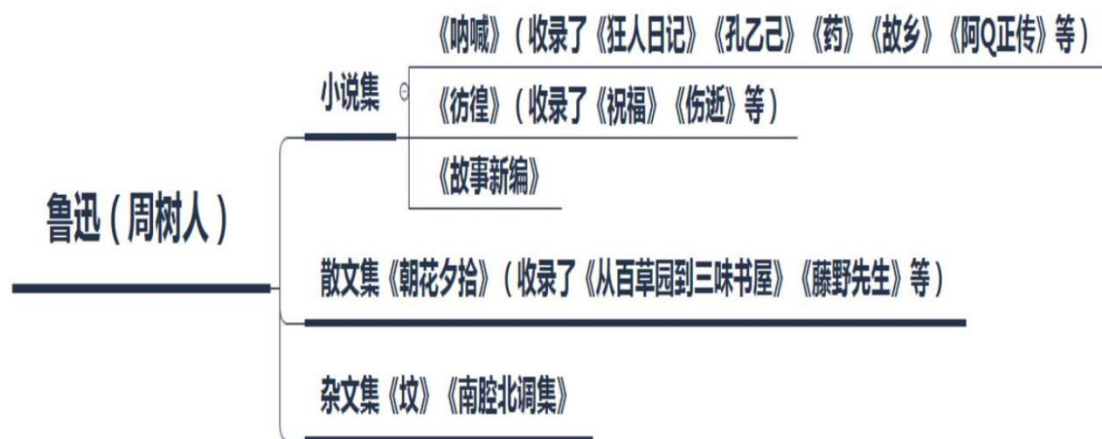 《呐喊》（收录了《狂人日记》《孔乙己》《药》《故乡》《阿Q正传》等）
小说集
《彷徨》（收录了《祝福》《伤逝》等）
《故事新编》
鲁迅（周树人）
散文集《朝花夕拾》（收录了《从百草园到三味书屋》《藤野先生》等）
杂文集《坟》《南腔北调集》